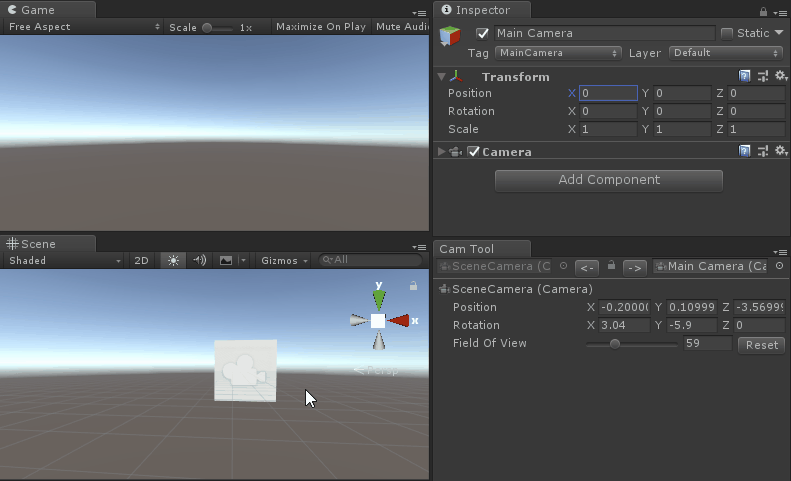 Game
Free Aspect Scale 1x Maximize On Play Mute Audi
Inspector
Main Camera Static
Tag MainCamera Layer Default
Transform
Position X 0 Y 0 Z 0
Rotation X 0 Y 0 Z 0
Scale X 1 Y 1 Z 1
Camera
Add Component
Scene
Shaded 2D Gizmos All
y
x
Persp
Cam Tool
SceneCamera (C <- -> Main Camera (Ca
SceneCamera (Camera)
Position X -0.2000( Y 0.10999 Z -3.5699
Rotation X 3.04 Y -5.9 Z 0
Field Of View 59 Reset